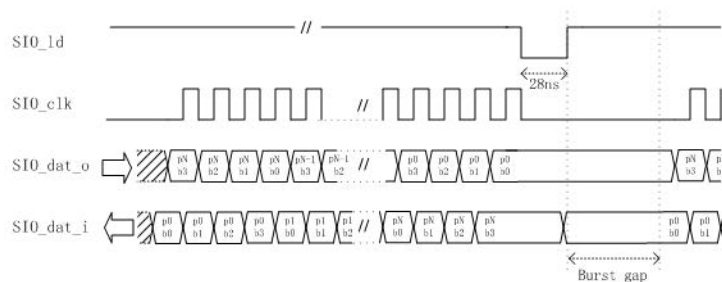 //
SIO_ld
28ns
SIO_clk
//
SIO_dat_o
pN b3 pN b2 pN b1 pN b0 pN-1 b3 pN-1 b2 // p0 b3 p0 b2 p0 b1 p0 b0 pN b3
SIO_dat_i
p0 b0 p0 b1 p0 b2 p0 b3 p1 b0 p1 b1 p1 b2 // pN b0 pN b1 pN b2 pN b3 p0 b0 p0 b1
Burst gap